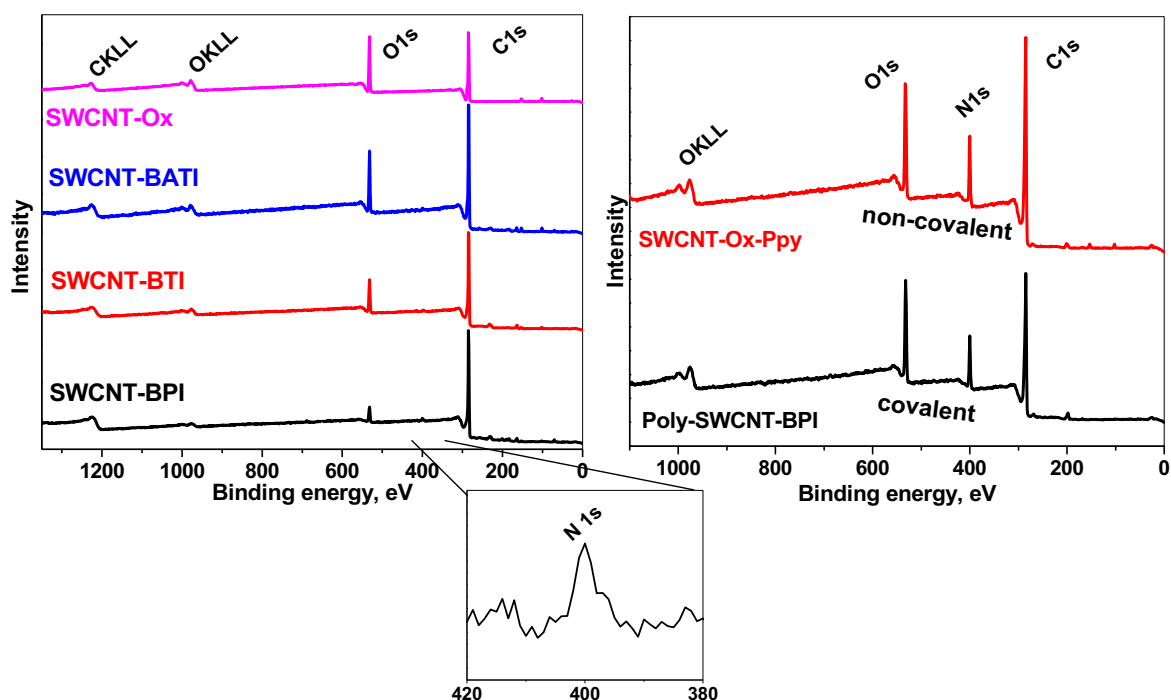 CKLL
OKLL
O1s
C1s
SWCNT-Ox
SWCNT-BATI
SWCNT-BTI
SWCNT-BPI
Intensity
1200 1000 800 600 400 200 0
Binding energy, eV
O1s
N1s
C1s
OKLL
non-covalent
SWCNT-Ox-Ppy
covalent
Poly-SWCNT-BPI
Intensity
1000 800 600 400 200 0
Binding energy, eV
N 1s
420 400 380